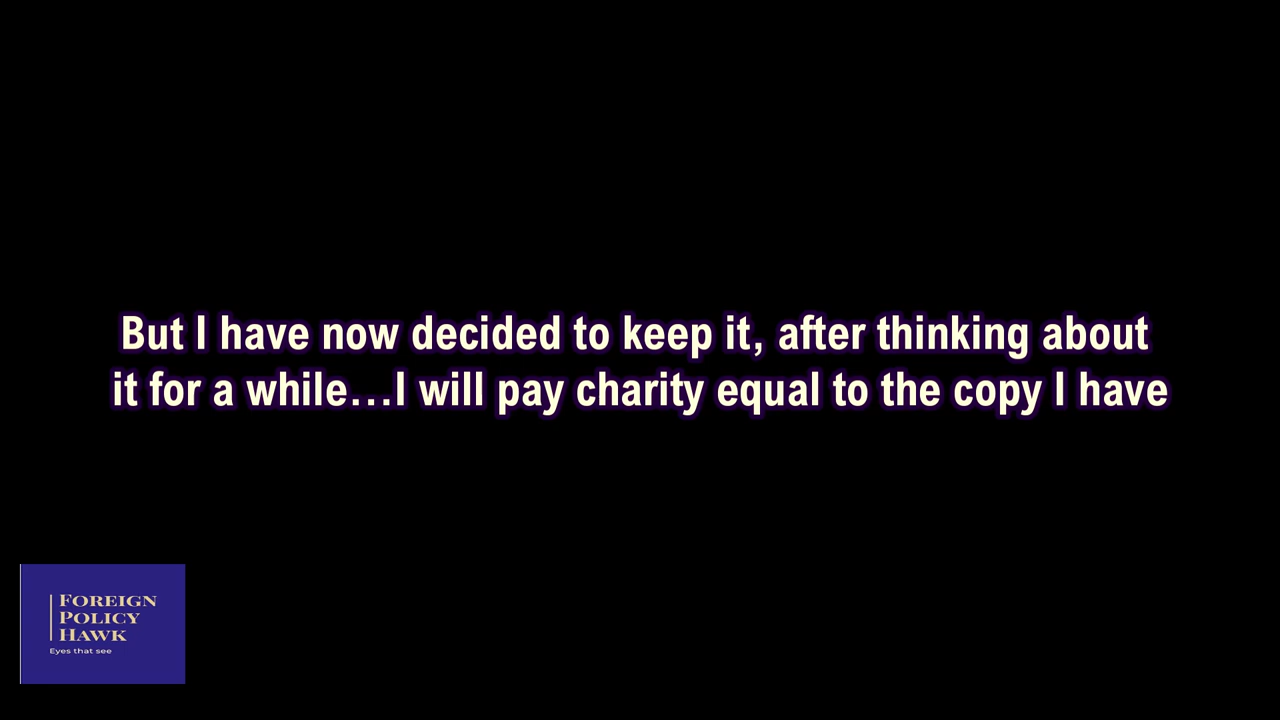 But I have now decided to keep it, after thinking about
it for a while...I will pay charity equal to the copy I have
FOREIGN
POLICY
HAWK
Eyes that see